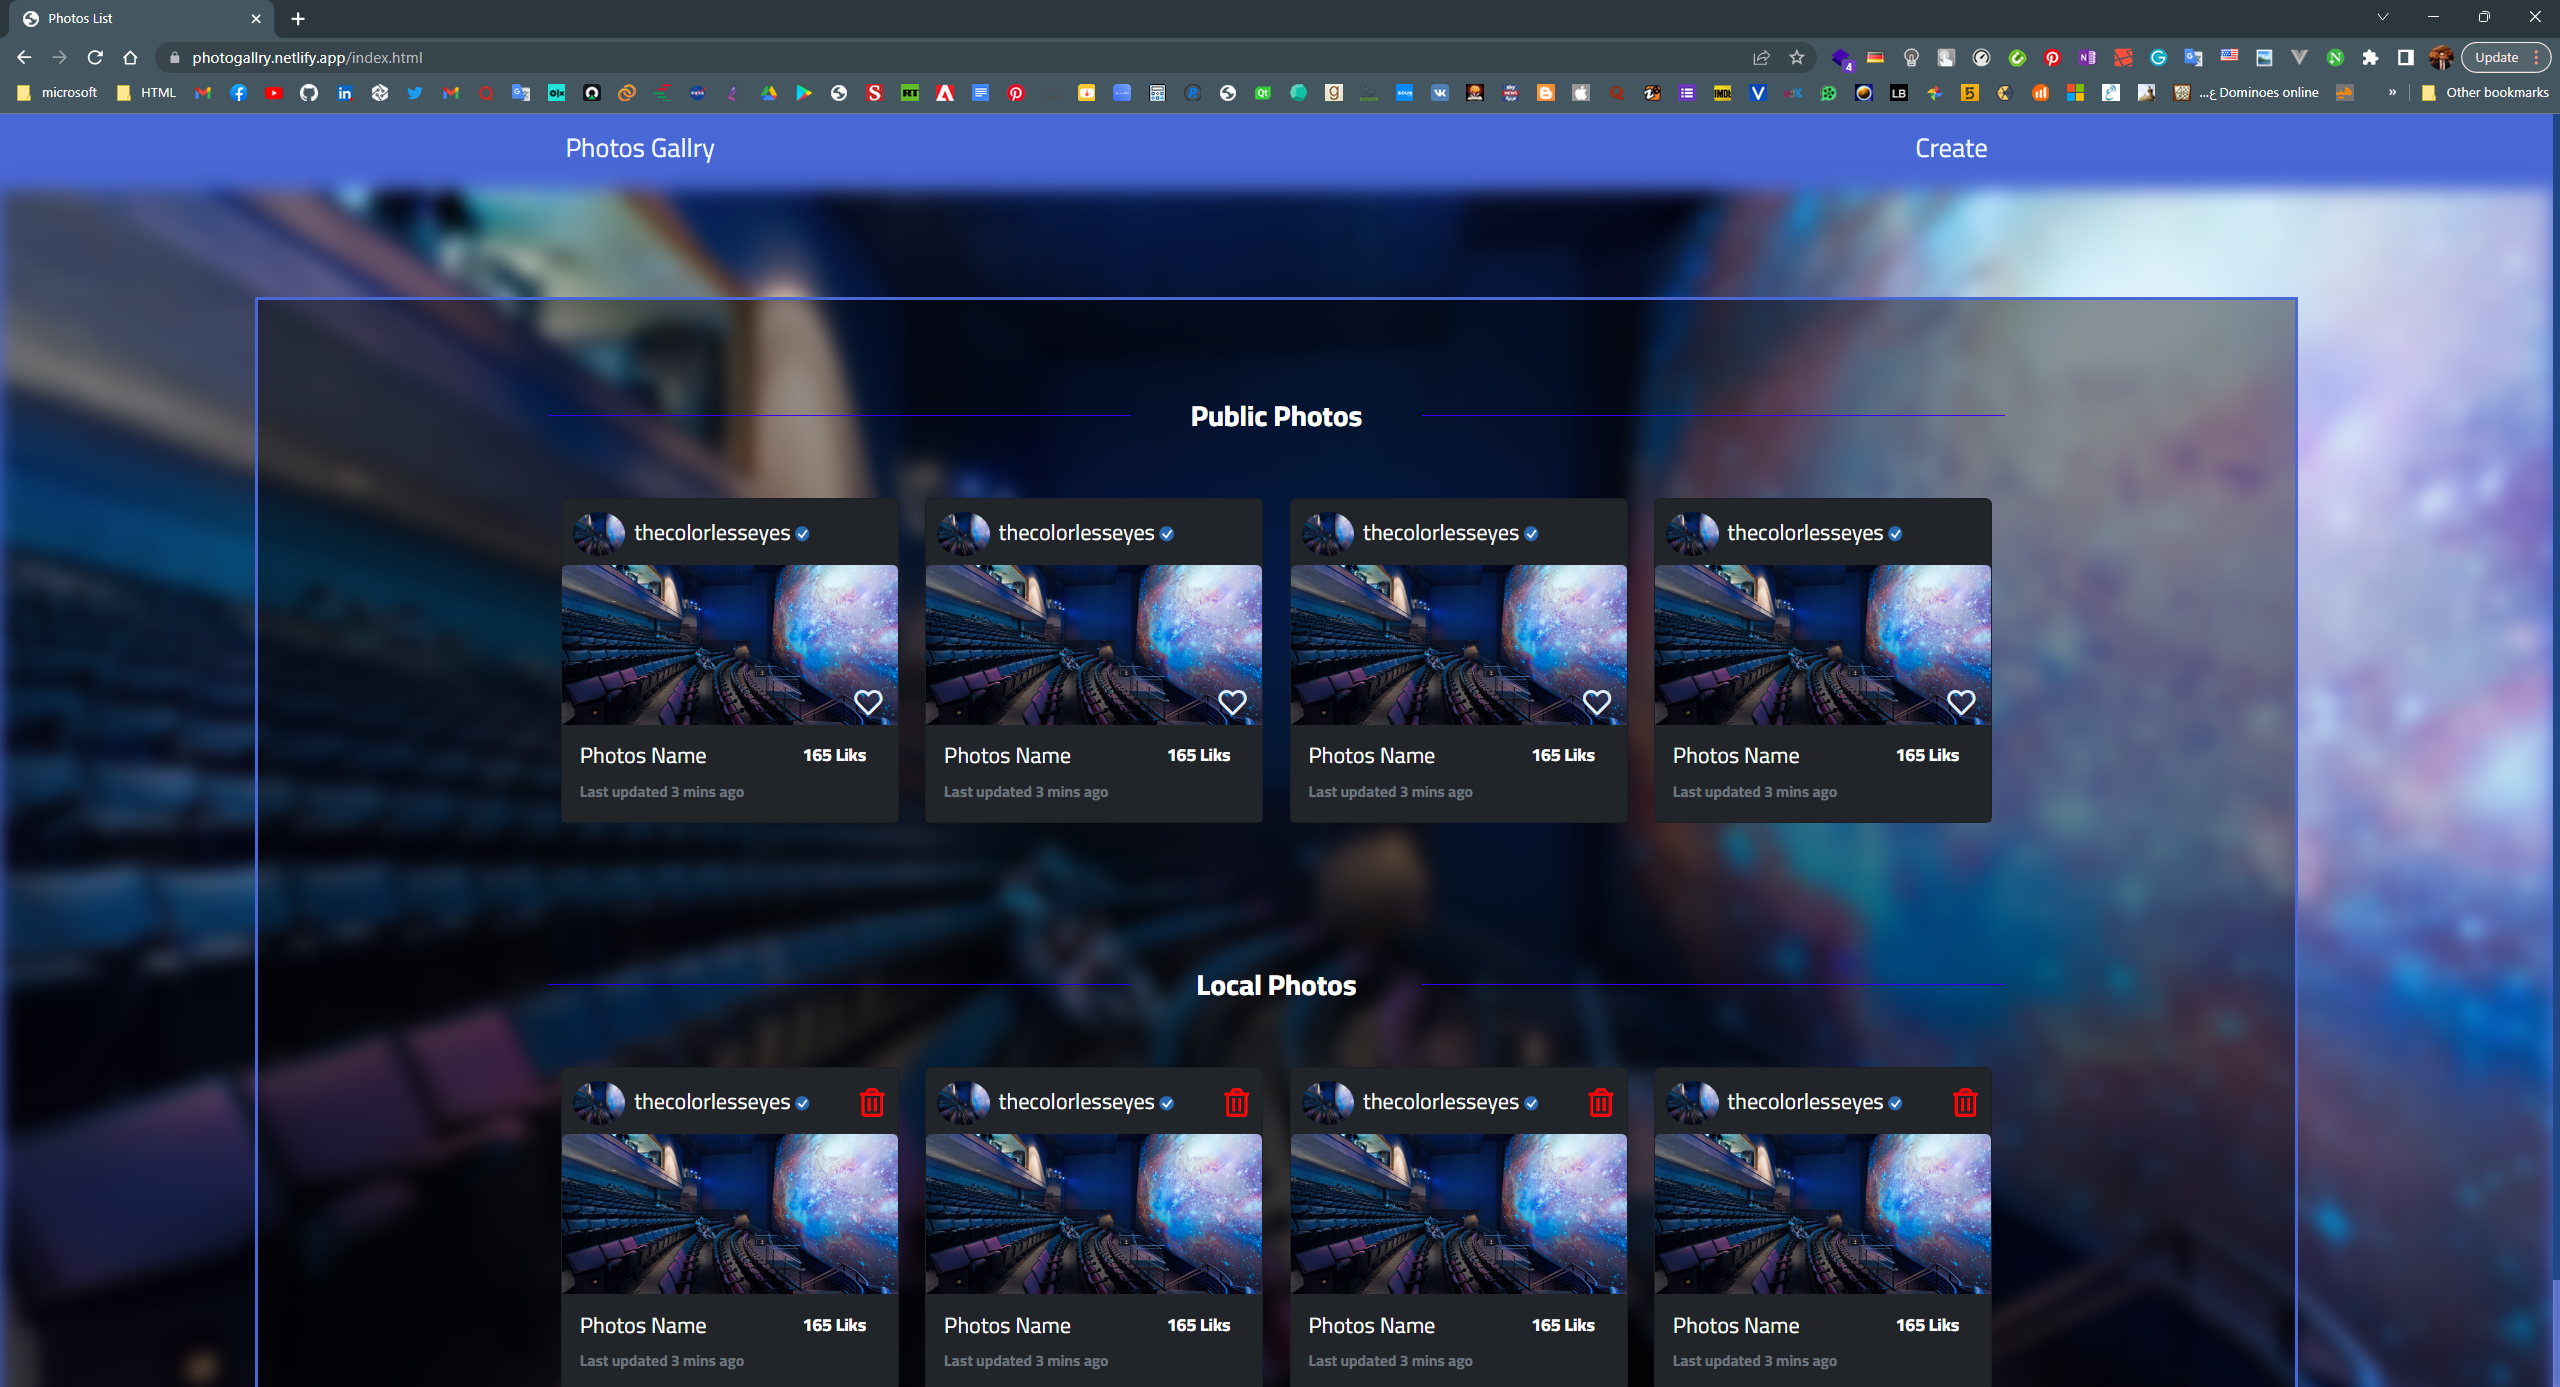 Photos List
photogallry.netlify.app/index.html
Update
microsoft
HTML
...ع Dominoes online
»
Other bookmarks
Photos Gallry
Create
Public Photos
thecolorlesseyes
thecolorlesseyes
thecolorlesseyes
thecolorlesseyes
Photos Name 165 Liks
Photos Name 165 Liks
Photos Name 165 Liks
Photos Name 165 Liks
Last updated 3 mins ago
Last updated 3 mins ago
Last updated 3 mins ago
Last updated 3 mins ago
Local Photos
thecolorlesseyes
thecolorlesseyes
thecolorlesseyes
thecolorlesseyes
Photos Name 165 Liks
Photos Name 165 Liks
Photos Name 165 Liks
Photos Name 165 Liks
Last updated 3 mins ago
Last updated 3 mins ago
Last updated 3 mins ago
Last updated 3 mins ago